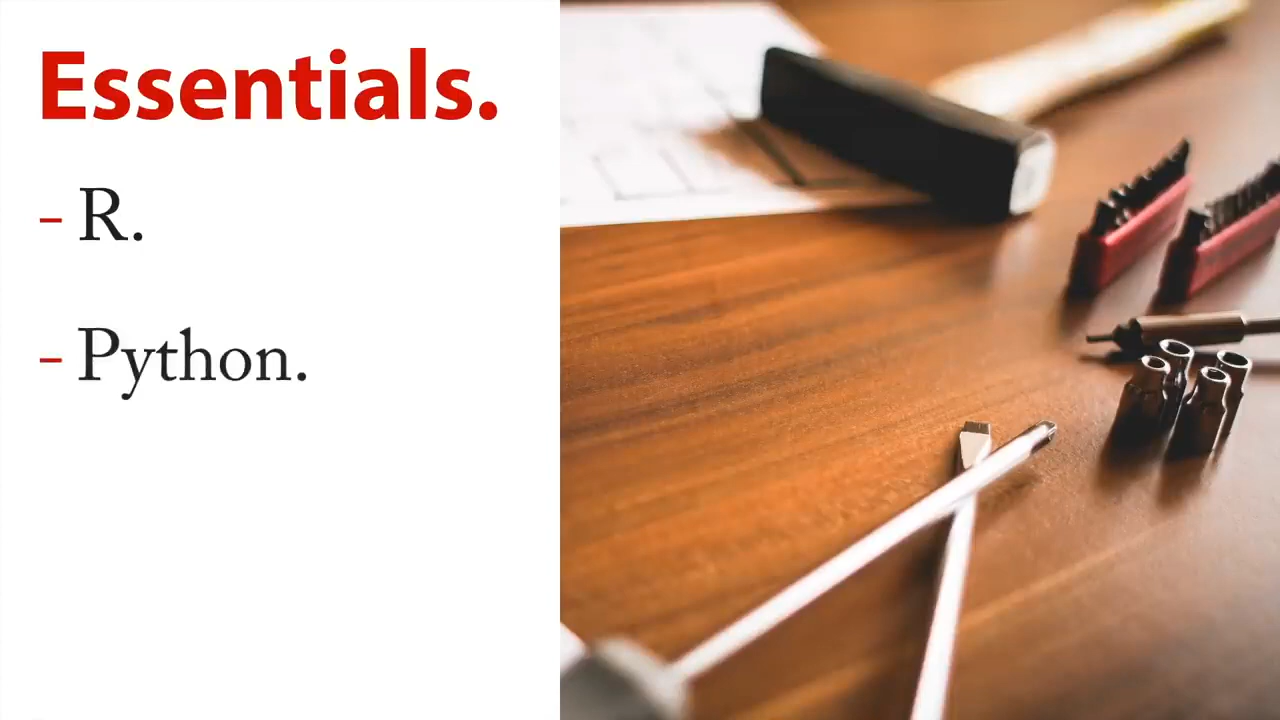 Essentials.
- R.
- Python.